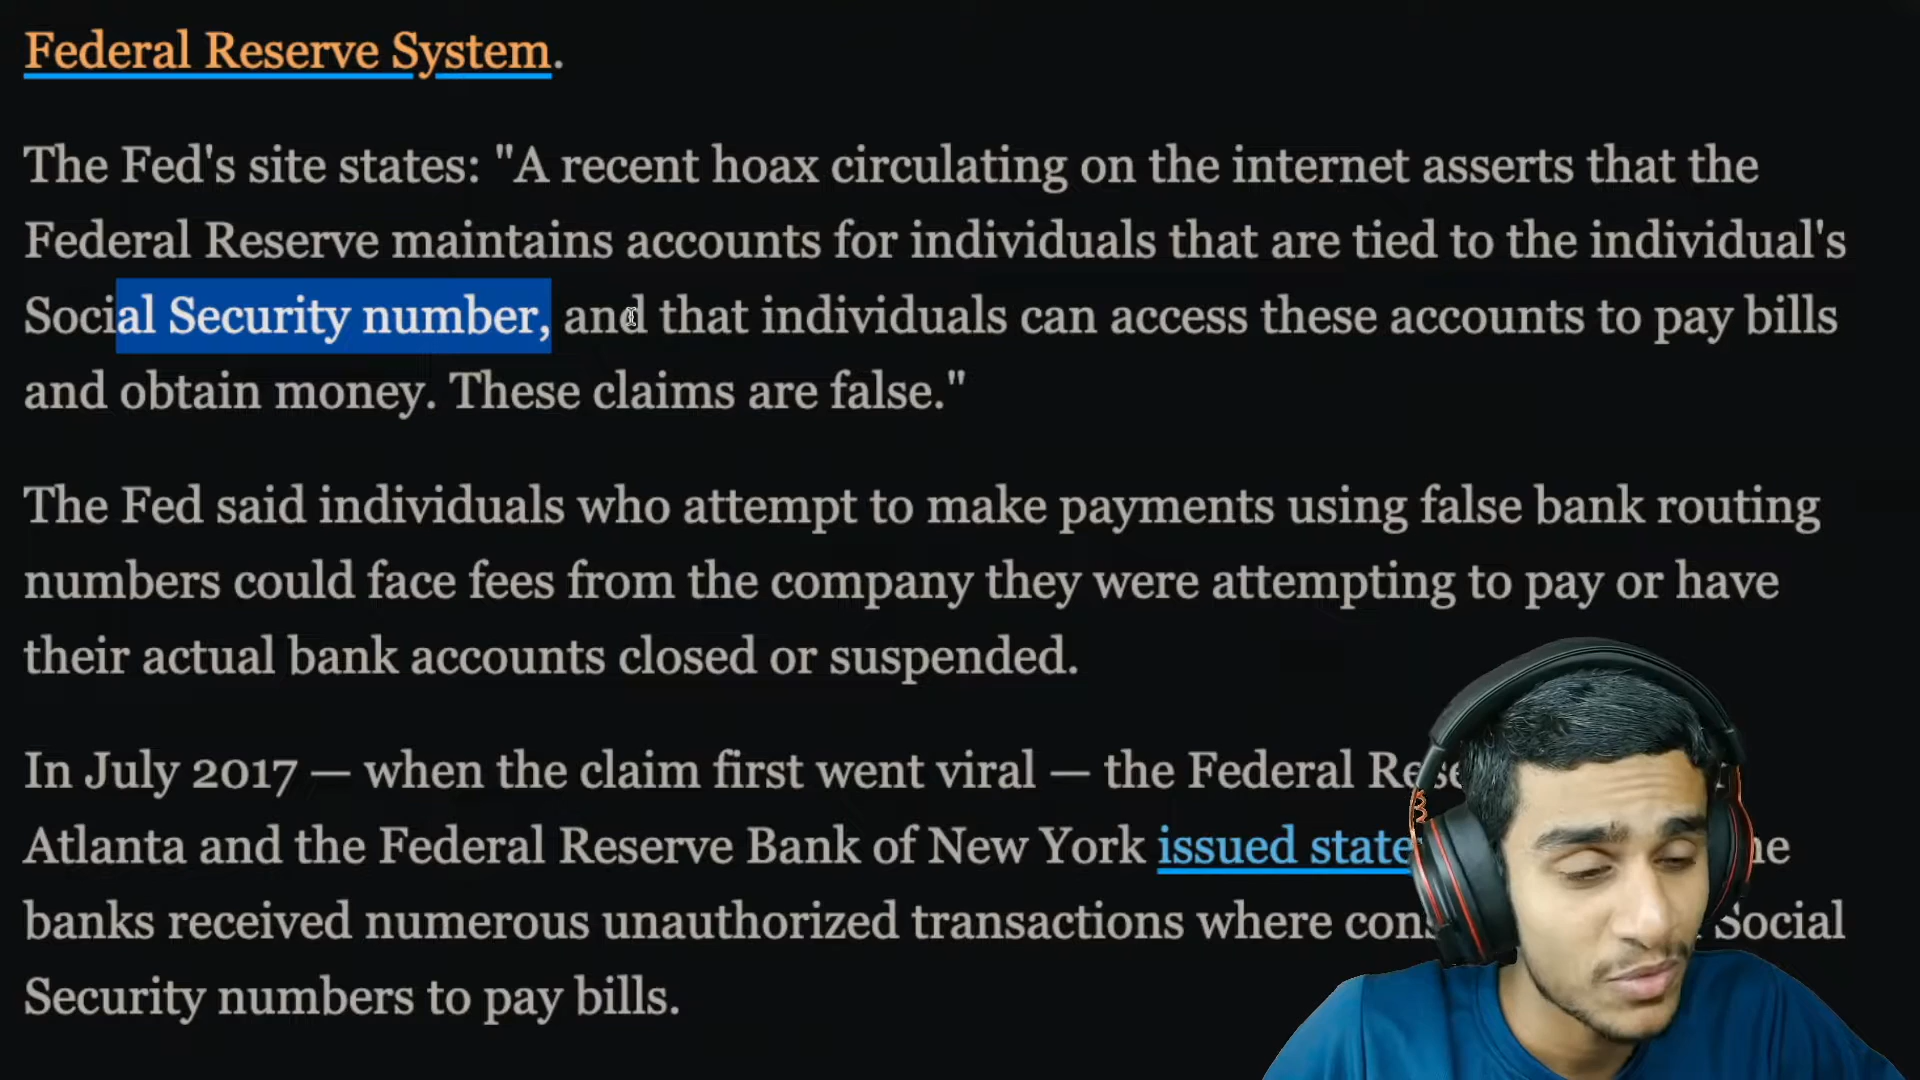 Federal Reserve System.
The Fed's site states: "A recent hoax circulating on the internet asserts that the
Federal Reserve maintains accounts for individuals that are tied to the individual's
Social Security number, and that individuals can access these accounts to pay bills
and obtain money. These claims are false."
The Fed said individuals who attempt to make payments using false bank routing
numbers could face fees from the company they were attempting to pay or have
their actual bank accounts closed or suspended.
In July 2017 — when the claim first went viral — the Federal
Atlanta and the Federal Reserve Bank of New York issued
banks received numerous unauthorized transactions where Social
Security numbers to pay bills.